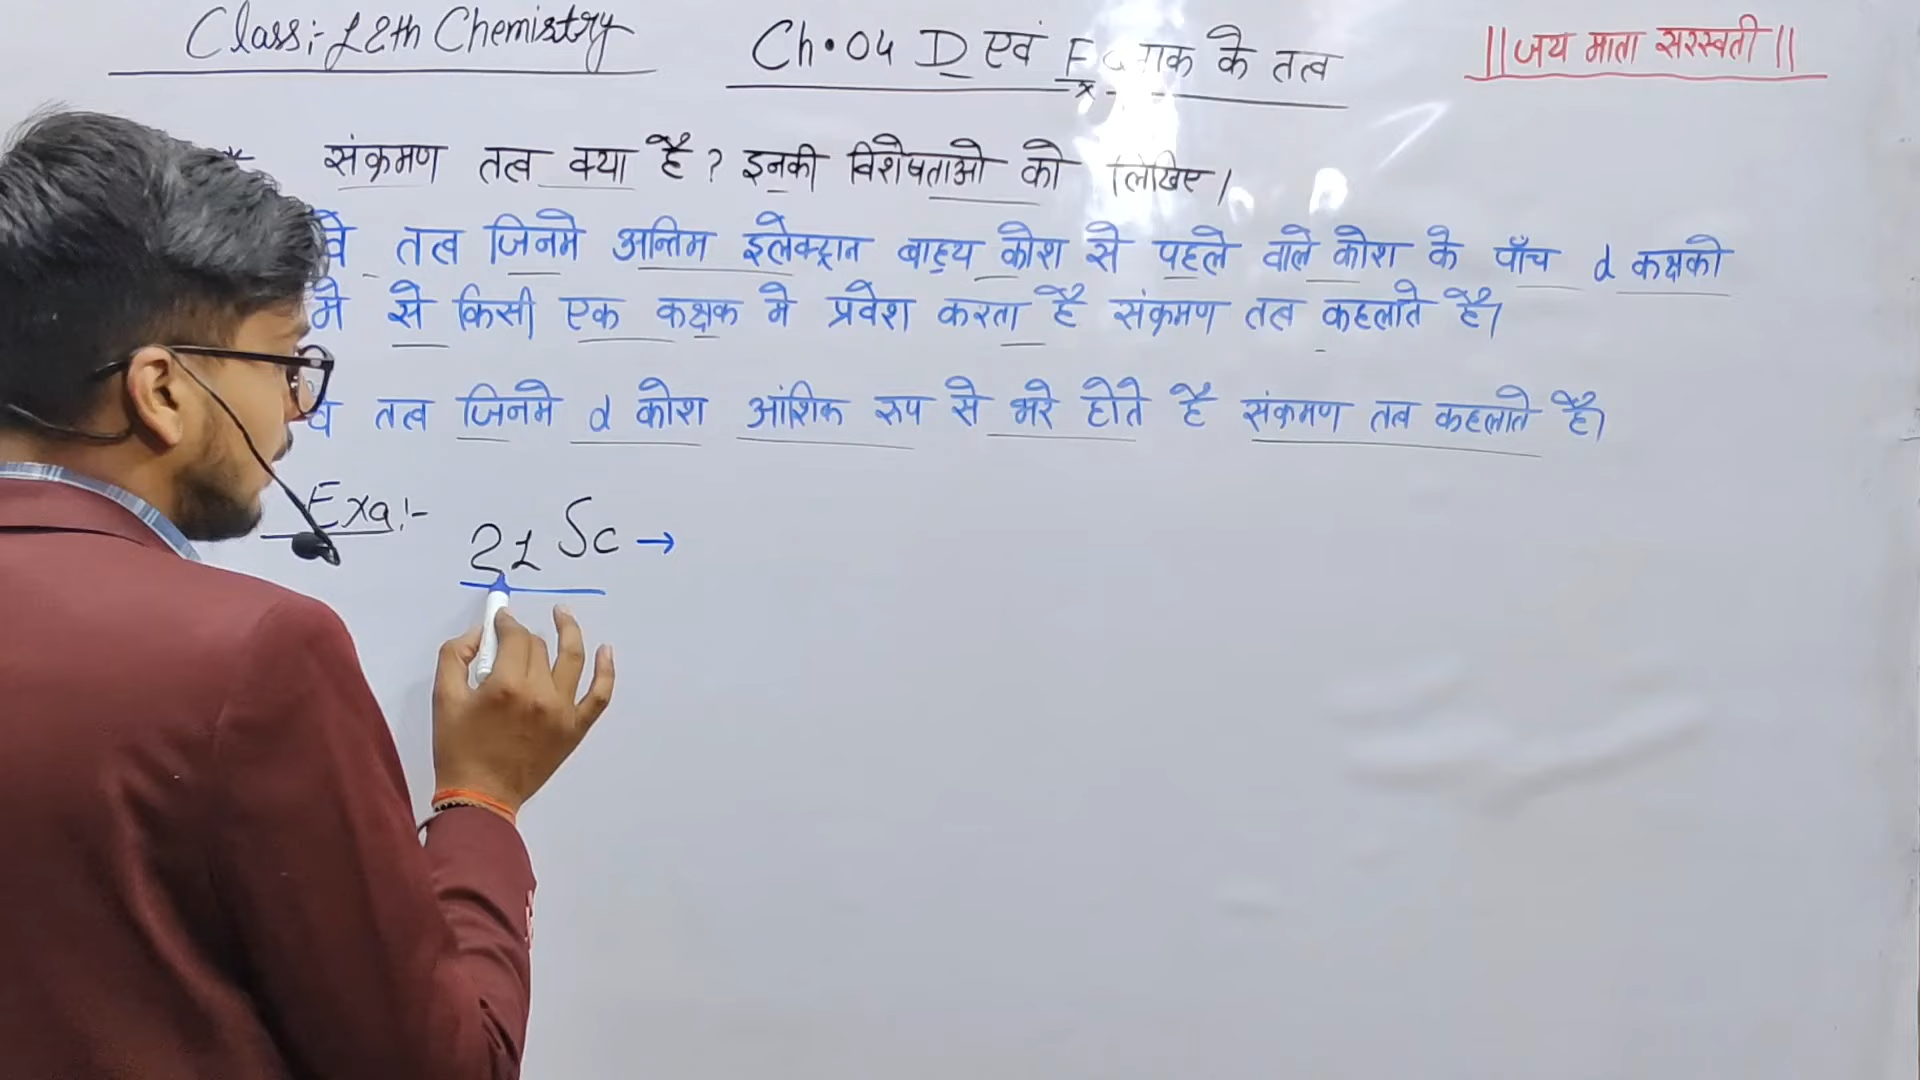 Class:- 12th Chemistry
Ch.04 D एवं F ब्लाक के तत्व
||जय माता सरस्वती||
संक्रमण तत्व क्या है? इनकी विशेषताओ को लिखिए।
वे तत्व जिनमे अन्तिम इलेक्ट्रान बाह्य कोश से पहले वाले कोश के पाँच d कक्षको
मे से किसी एक कक्षक मे प्रवेश करता है संक्रमण तत्व कहलाते है।
वे तत्व जिनमे d कोश आंशिक रुप से भरे होते है संक्रमण तत्व कहलाते है।
Exa:-
21 Sc →